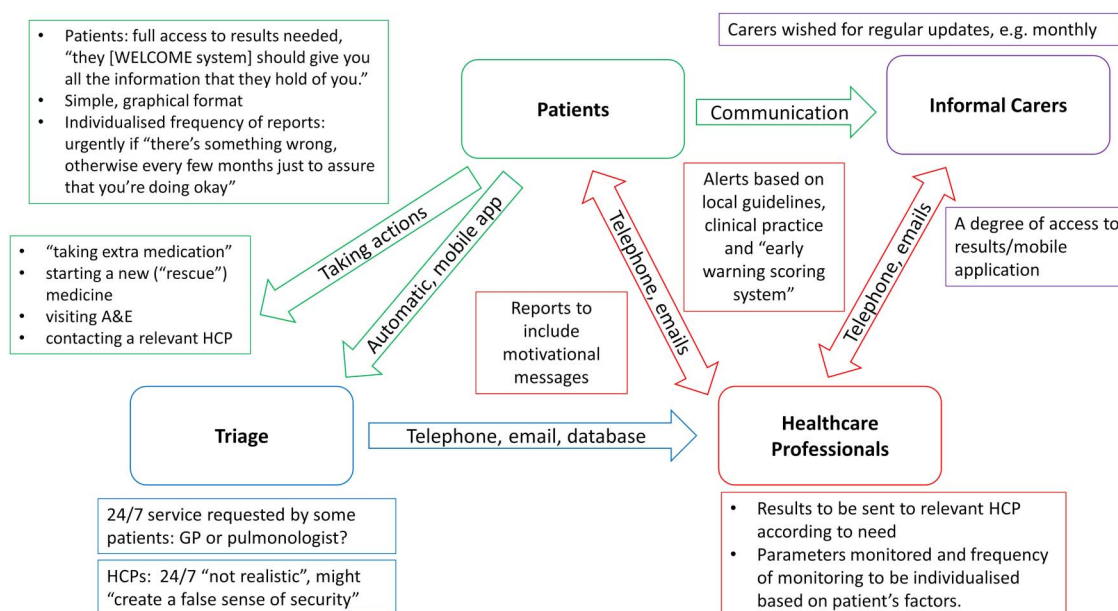 • Patients: full access to results needed,
“they [WELCOME system] should give you
all the information that they hold of you.”
• Simple, graphical format
• Individualised frequency of reports:
urgently if “there’s something wrong,
otherwise every few months just to assure
that you’re doing okay”
Carers wished for regular updates, e.g. monthly
Patients
Communication
Informal Carers
• “taking extra medication”
• starting a new (“rescue”)
medicine
• visiting A&E
• contacting a relevant HCP
Taking actions
Automatic, mobile app
Telephone, emails
Alerts based on
local guidelines,
clinical practice
and “early
warning scoring
system”
Telephone, emails
A degree of access to
results/mobile
application
Reports to
include
motivational
messages
Triage
Telephone, email, database
Healthcare
Professionals
24/7 service requested by some
patients: GP or pulmonologist?
HCPs: 24/7 “not realistic”, might
“create a false sense of security”
• Results to be sent to relevant HCP
according to need
• Parameters monitored and frequency
of monitoring to be individualised
based on patient’s factors.